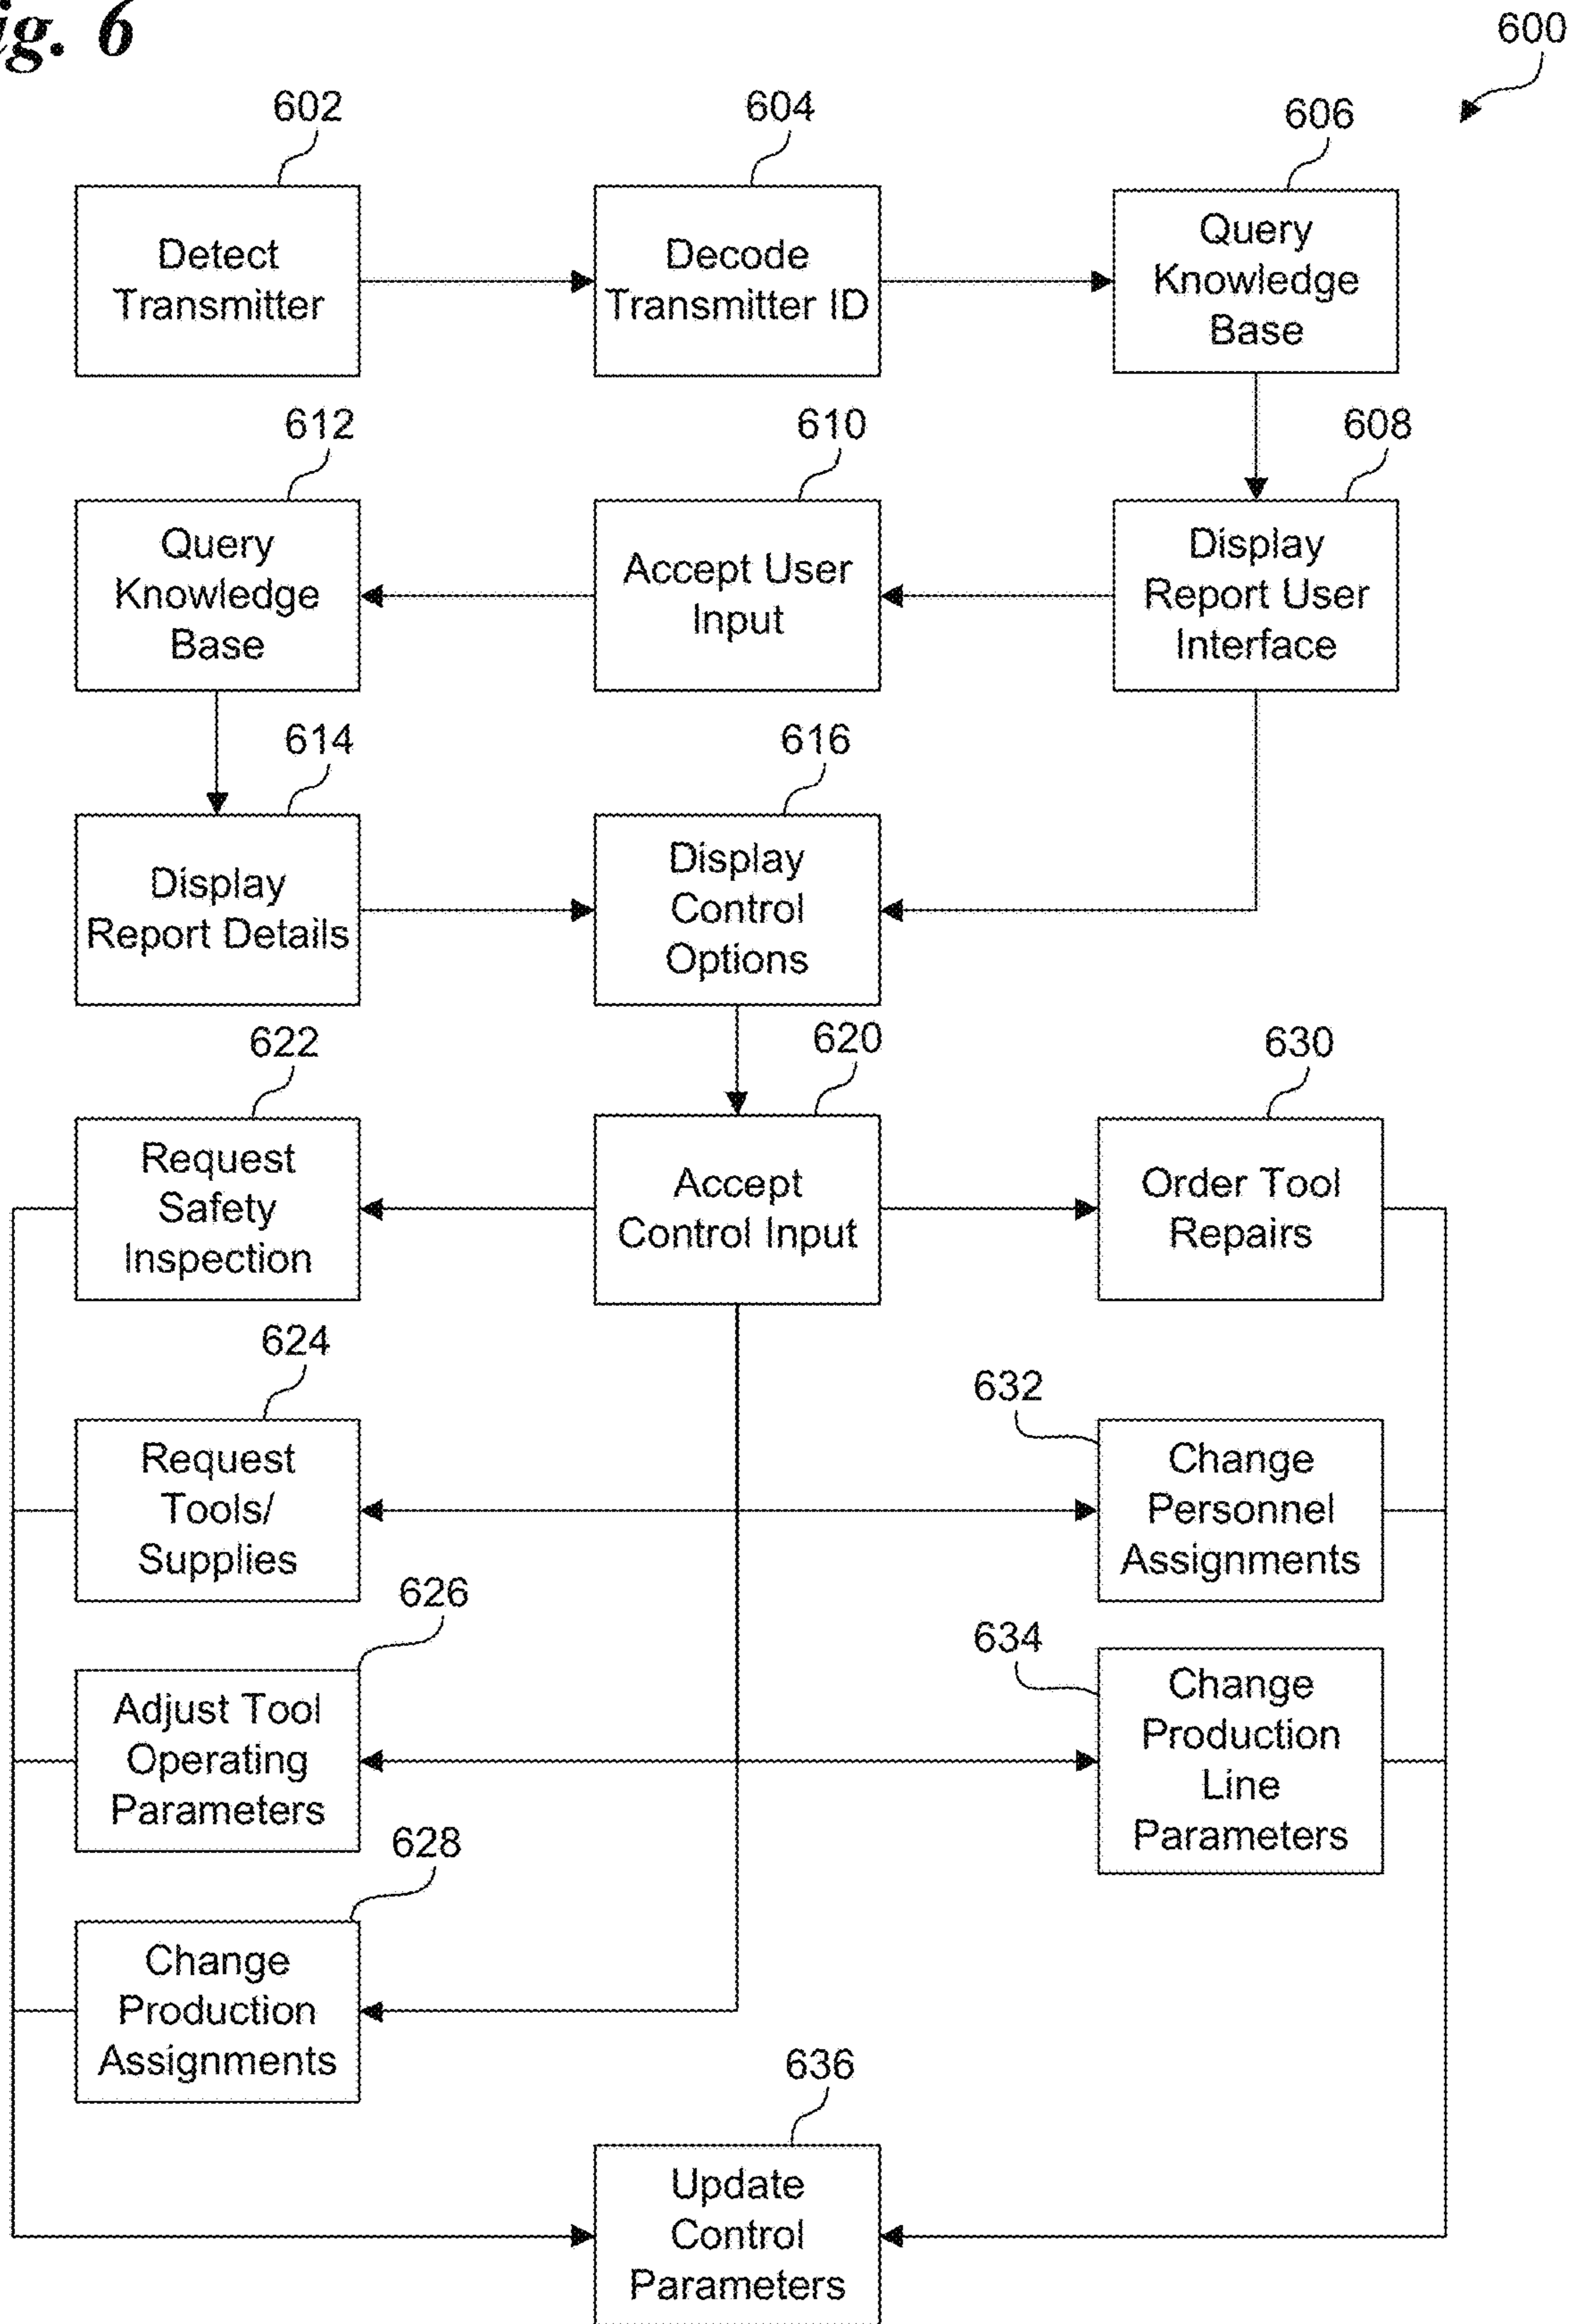 ig. 6
600
602
604
606
Detect
Transmitter
Decode
Transmitter ID
Query
Knowledge
Base
612
610
608
Query
Knowledge
Base
Accept User
Input
Display
Report User
Interface
614
616
Display
Report Details
Display
Control
Options
622
620
630
Request
Safety
Inspection
Accept
Control Input
Order Tool
Repairs
624
632
Request
Tools/
Supplies
Change
Personnel
Assignments
626
634
Adjust Tool
Operating
Parameters
Change
Production
Line
Parameters
628
Change
Production
Assignments
636
Update
Control
Parameters